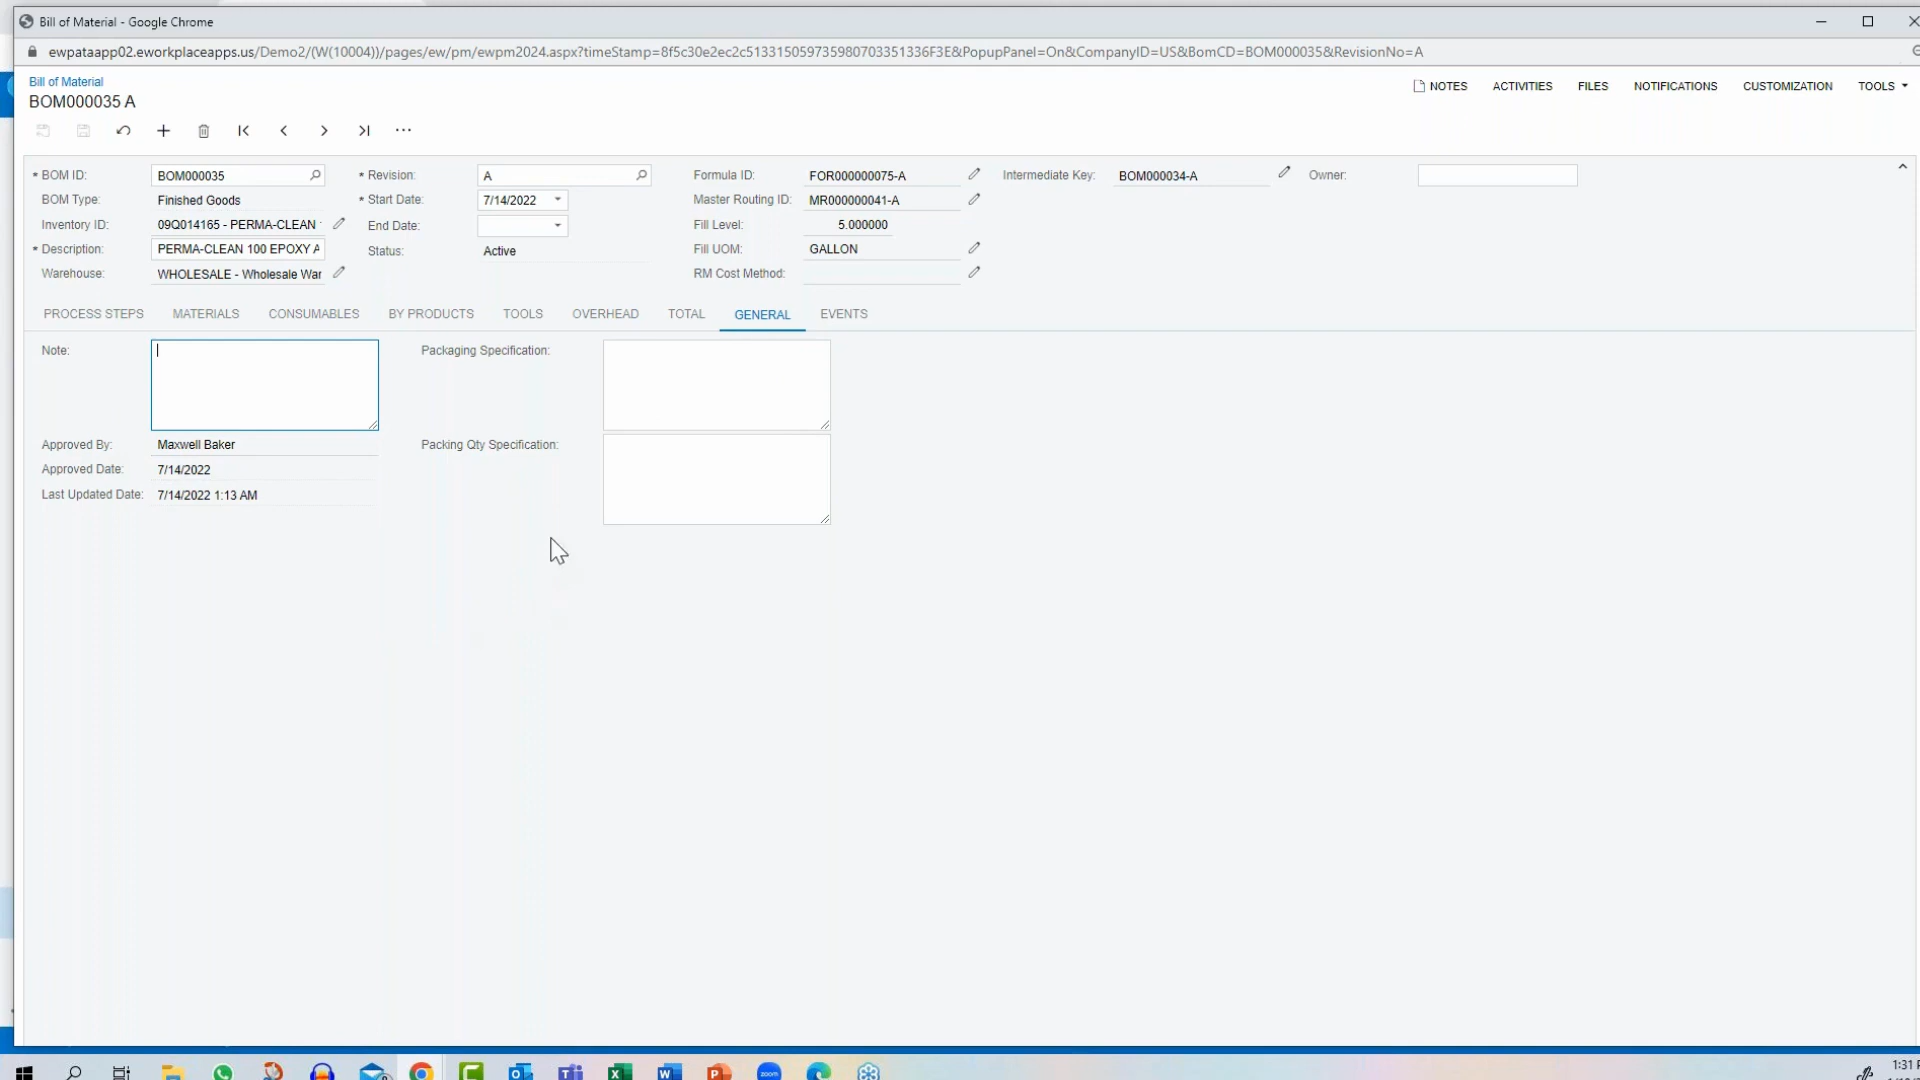 Bill of Material - Google Chrome
ewpataapp02.eworkplaceapps.us/Demo2/(W(10004))/pages/ew/pm/ewpm2024.aspx?timeStamp=8f5c30e2ec2c513315059735980703351336F3E&PopupPanel=On&CompanyID=US&BomCD=BOM000035&RevisionNo=A
Bill of Material
BOM000035 A
NOTES ACTIVITIES FILES NOTIFICATIONS CUSTOMIZATION TOOLS
* BOM ID: BOM000035 * Revision: A Formula ID: FOR000000075-A Intermediate Key: BOM000034-A Owner:
BOM Type: Finished Goods * Start Date: 7/14/2022 Master Routing ID: MR000000041-A
Inventory ID: 09Q014165 - PERMA-CLEAN End Date: Fill Level: 5.000000
* Description: PERMA-CLEAN 100 EPOXY A Status: Active Fill UOM: GALLON
Warehouse: WHOLESALE - Wholesale War RM Cost Method:
PROCESS STEPS MATERIALS CONSUMABLES BY PRODUCTS TOOLS OVERHEAD TOTAL GENERAL EVENTS
Note: Packaging Specification:
Approved By: Maxwell Baker Packing Qty Specification:
Approved Date: 7/14/2022
Last Updated Date: 7/14/2022 1:13 AM
zoom
1:31